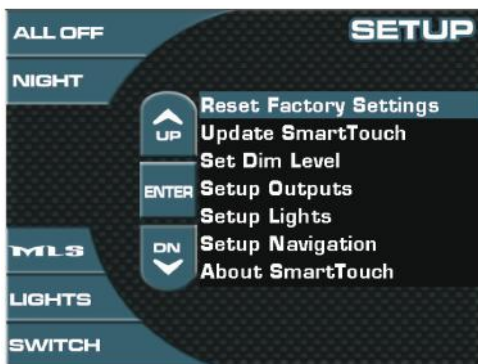 ALL OFF
SETUP
NIGHT
UP
ENTER
DN
Reset Factory Settings
Update SmartTouch
Set Dim Level
Setup Outputs
Setup Lights
Setup Navigation
About SmartTouch
MLS
LIGHTS
SWITCH